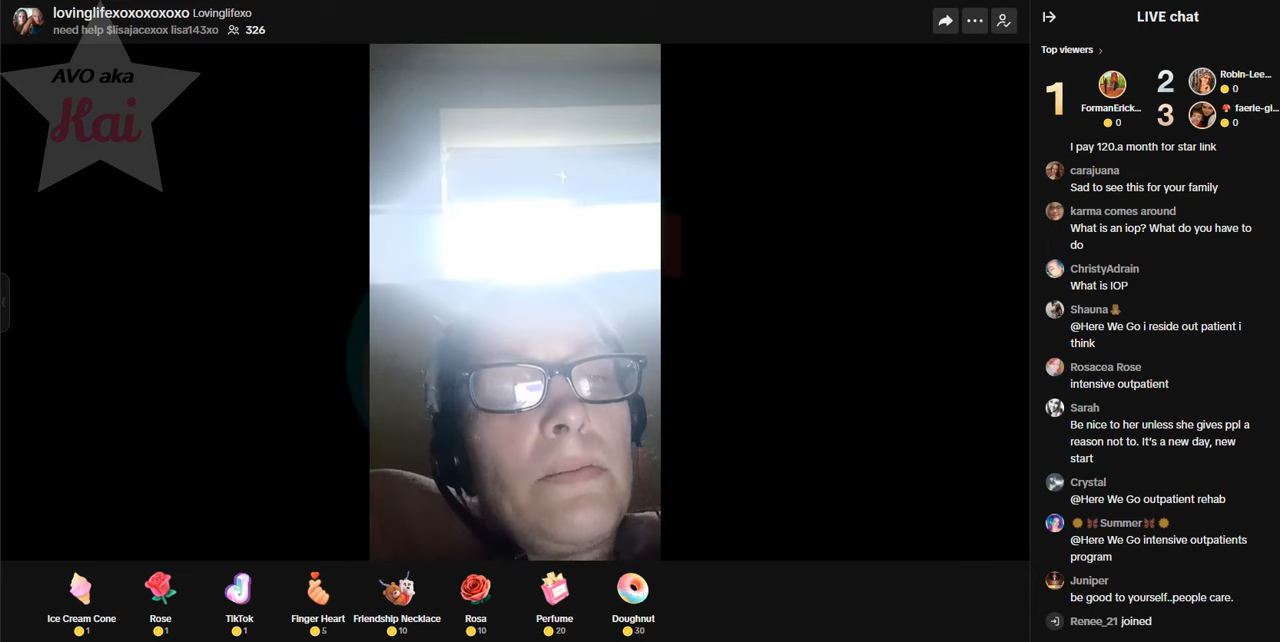 lovinglifexoxoxoxoxo Lovinglifexo
need help $lisajacexox lisa143xo 326
AVO aka
Kai
LIVE chat
Top viewers
1 FormanErick... 0
2 Robin-Lee... 0
3 faerie-gl... 0
I pay 120.a month for star link
carajuana
Sad to see this for your family
karma comes around
What is an iop? What do you have to
do
ChristyAdrain
What is IOP
Shauna
@Here We Go i reside out patient i
think
Rosacea Rose
intensive outpatient
Sarah
Be nice to her unless she gives ppl a
reason not to. It's a new day, new
start
Crystal
@Here We Go outpatient rehab
Summer
@Here We Go intensive outpatients
program
Juniper
be good to yourself..people care.
Renee_21 joined
Ice Cream Cone Rose TikTok Finger Heart Friendship Necklace Rosa Perfume Doughnut
1 1 1 5 10 10 20 30